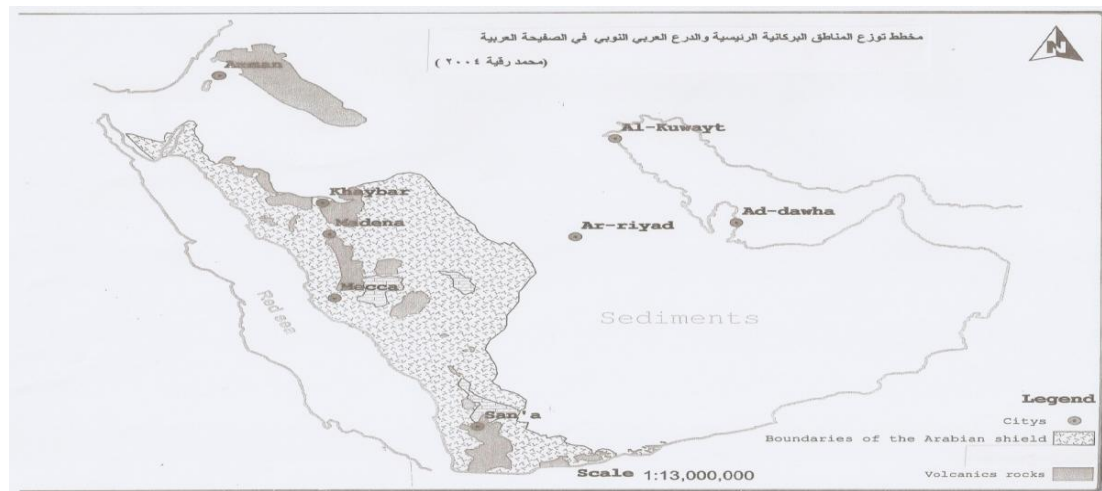 مخطط توزع المناطق البركانية الرئيسية والدرع العربي النوبي في الصفيحة العربية
(محمد رقية ٢٠٠٤ )
N
Amman
Al-Kuwayt
Khaybar
Ad-dawha
Madena
Ar-riyad
Mecca
Red sea
Sediments
Legend
San'a
Citys
Boundaries of the Arabian shield
Scale 1:13,000,000
Volcanics rocks